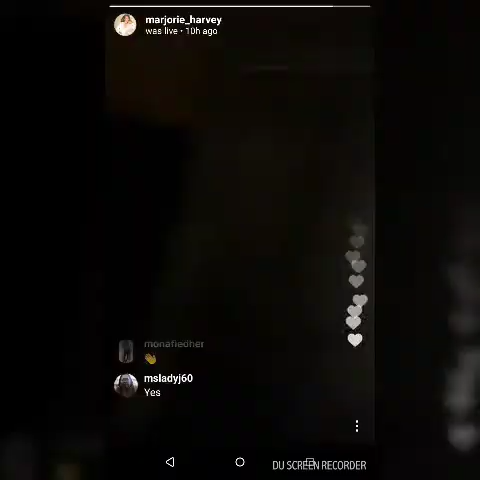 marjorie_harvey
was live • 10h ago
monafiedher
👋
msladyj60
Yes
DU SCREEN RECORDER